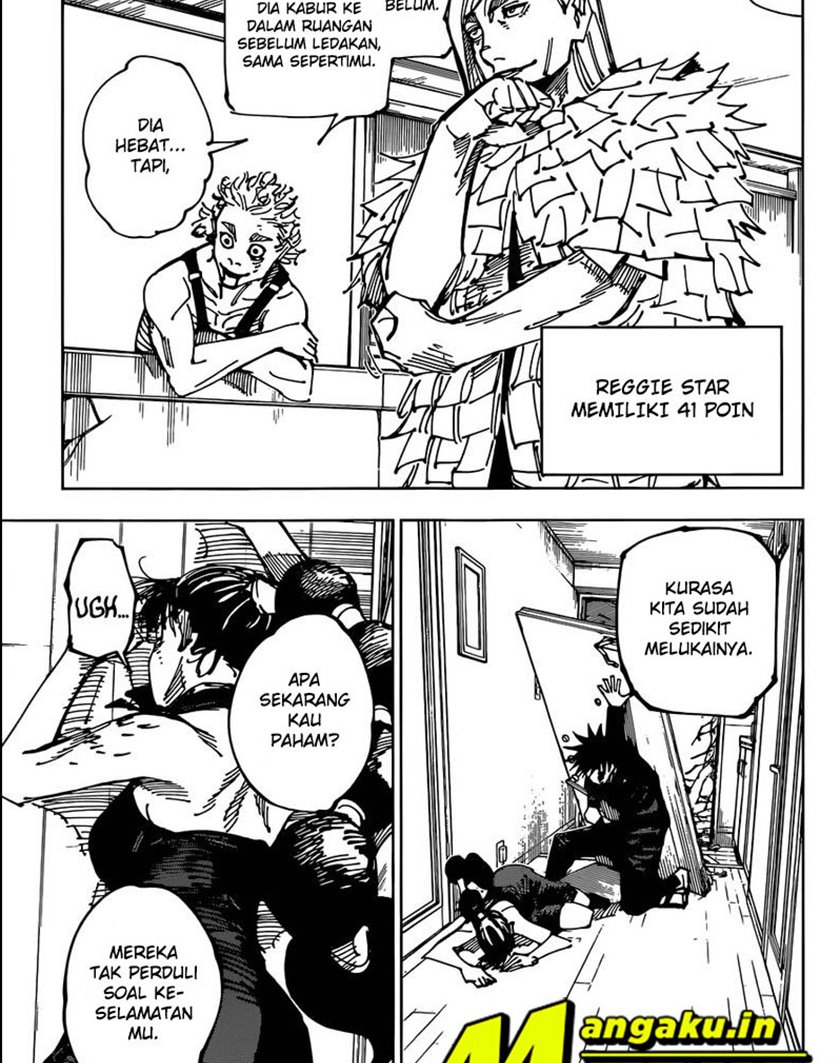 BELUM.
DIA KABUR KE
DALAM RUANGAN
SEBELUM LEDAKAN,
SAMA SEPERTIMU.
DIA
HEBAT...
TAPI,
REGGIE STAR
MEMILIKI 41 POIN
KURASA
KITA SUDAH
SEDIKIT
MELUKAINYA.
UGH...
APA
SEKARANG
KAU
PAHAM?
MEREKA
TAK PERDULI
SOAL KE-
SELAMATAN
MU.
Mangaku.in